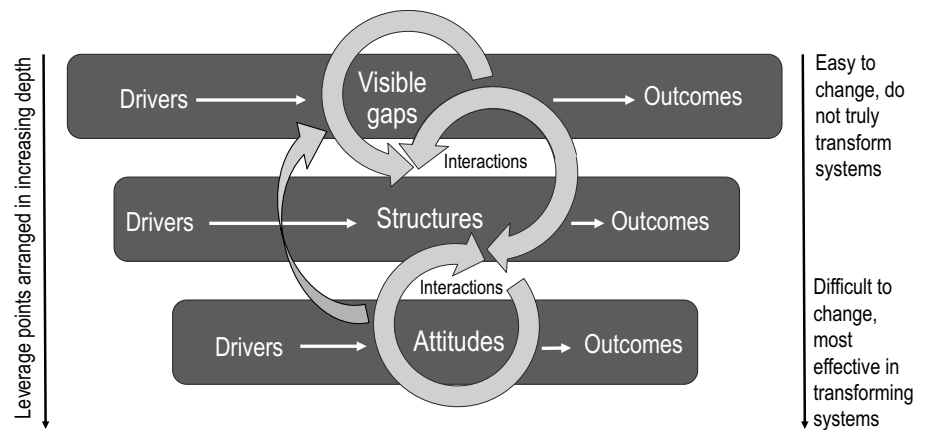 Leverage points arranged in increasing depth
Drivers
Visible
gaps
Outcomes
Interactions
Drivers
Structures
Outcomes
Interactions
Drivers
Attitudes
Outcomes
Easy to
change, do
not truly
transform
systems
Difficult to
change,
most
effective in
transforming
systems